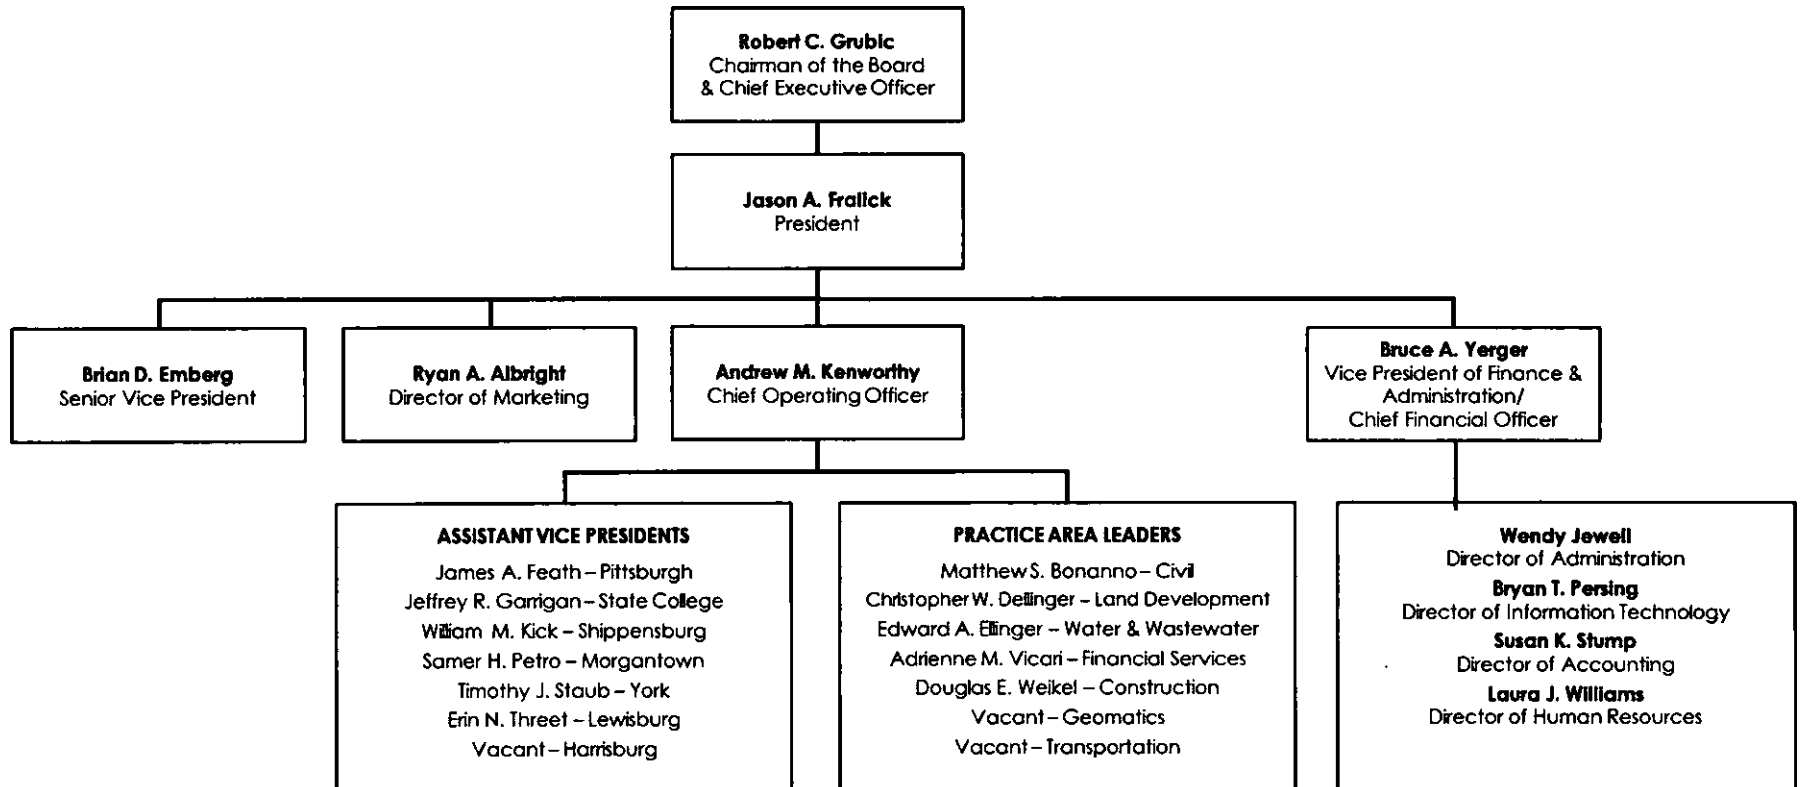 Robert C. Grubic
Chairman of the Board
& Chief Executive Officer
Jason A. Fralick
President
Brian D. Emberg
Senior Vice President
Ryan A. Albright
Director of Marketing
Andrew M. Kenworthy
Chief Operating Officer
Bruce A. Yerger
Vice President of Finance &
Administration/
Chief Financial Officer
ASSISTANT VICE PRESIDENTS
James A. Feath – Pittsburgh
Jeffrey R. Garrigan – State College
William M. Kick – Shippensburg
Samer H. Petro – Morgantown
Timothy J. Staub – York
Erin N. Threet – Lewisburg
Vacant – Harrisburg
PRACTICE AREA LEADERS
Matthew S. Bonanno – Civil
Christopher W. Dellinger – Land Development
Edward A. Ellinger – Water & Wastewater
Adrienne M. Vicari – Financial Services
Douglas E. Weikel – Construction
Vacant – Geomatics
Vacant – Transportation
Wendy Jewell
Director of Administration
Bryan T. Persing
Director of Information Technology
Susan K. Stump
Director of Accounting
Laura J. Williams
Director of Human Resources